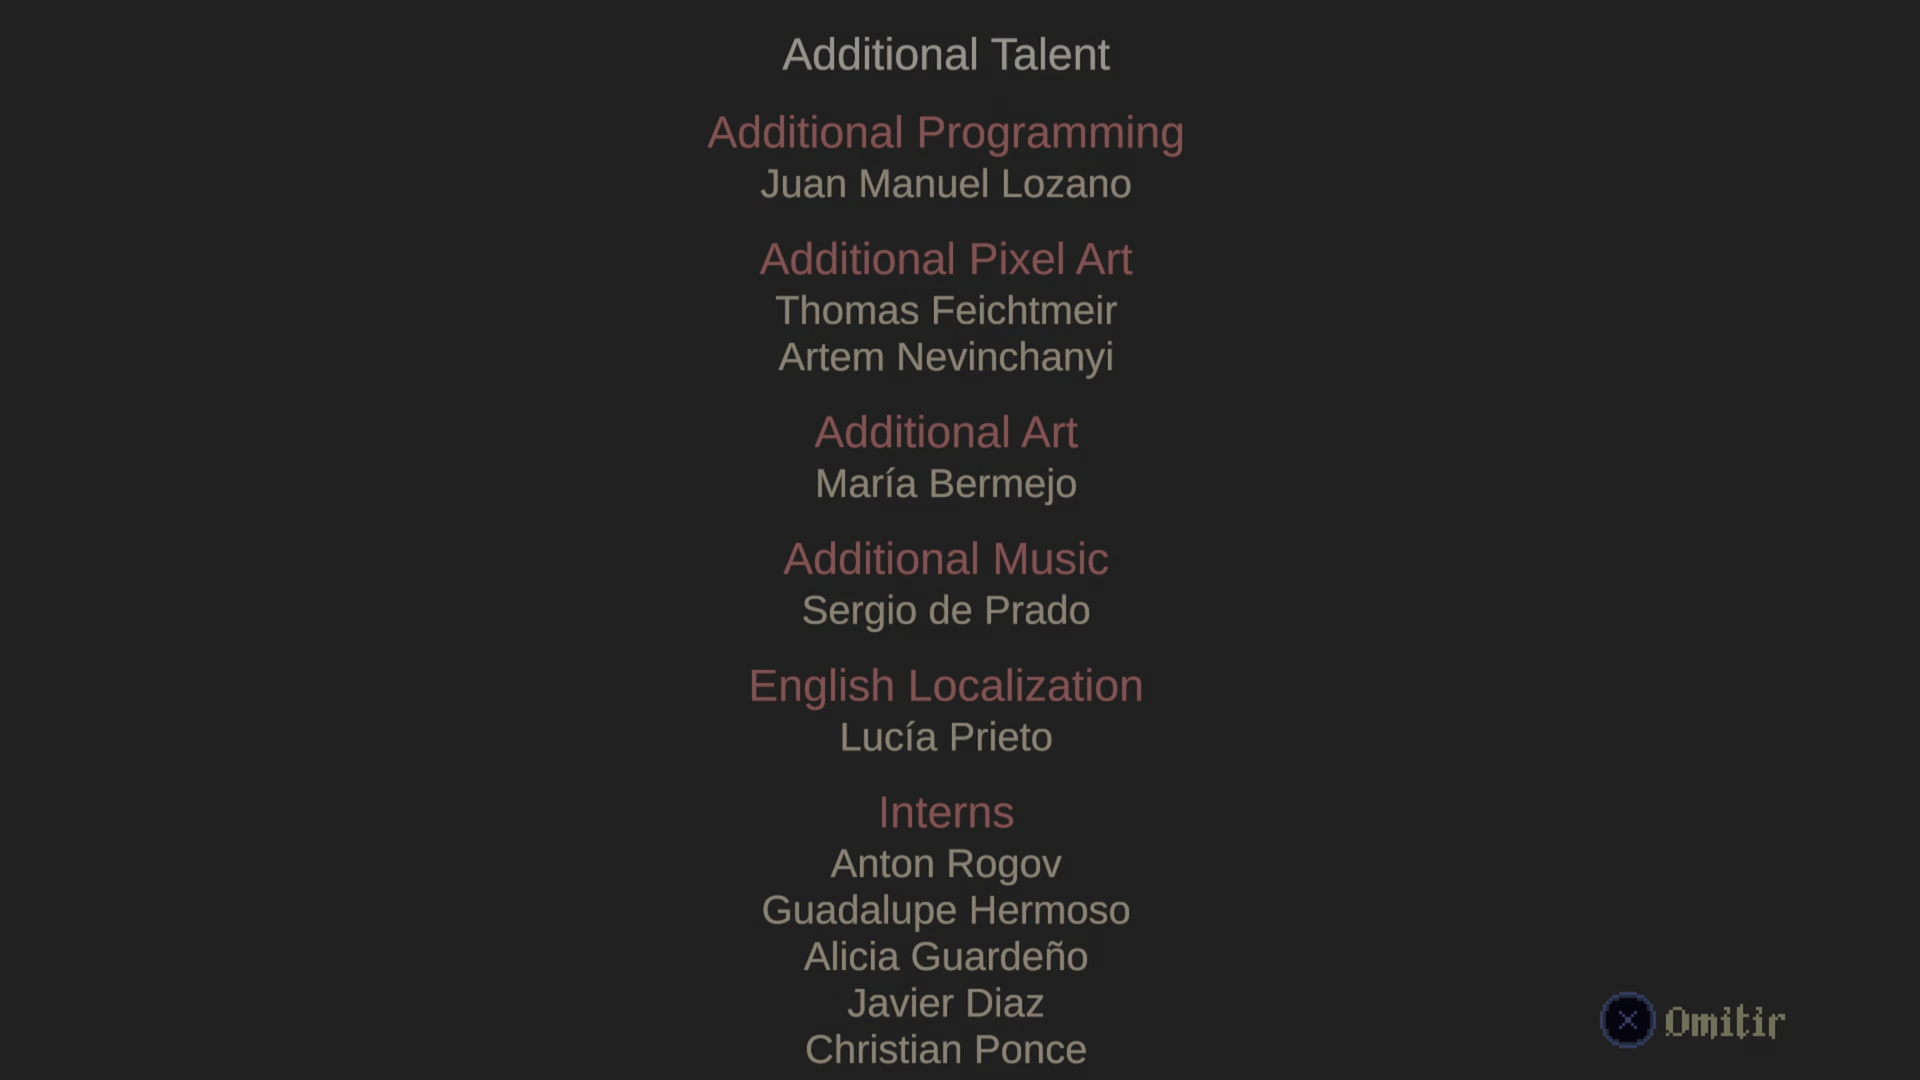 Additional Talent
Additional Programming
Juan Manuel Lozano
Additional Pixel Art
Thomas Feichtmeir
Artem Nevinchanyi
Additional Art
María Bermejo
Additional Music
Sergio de Prado
English Localization
Lucía Prieto
Interns
Anton Rogov
Guadalupe Hermoso
Alicia Guardeño
Javier Diaz
Christian Ponce
Omitir